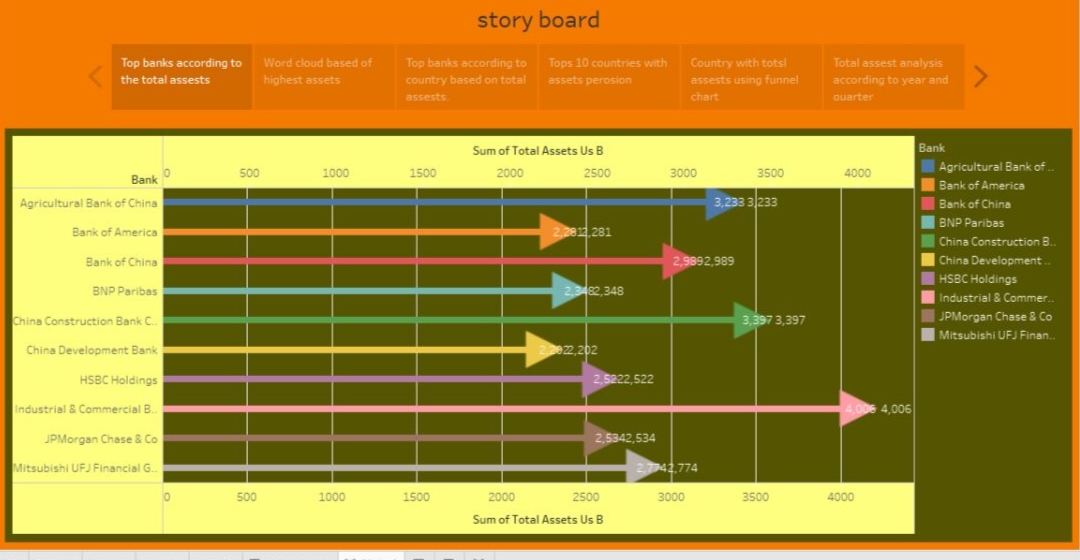 story board
Top banks according to
the total assests
Word cloud based of
highest assets
Top banks according to
country based on total
assests.
Tops 10 countries with
assets perosion
Country with totsl
assests using funnel
chart
Total assest analysis
according to year and
quarter
Sum of Total Assets Us B
Bank
0 500 1000 1500 2000 2500 3000 3500 4000
Agricultural Bank of China 3,233 3,233
Bank of America 2,281 2,281
Bank of China 2,989 2,989
BNP Paribas 2,348 2,348
China Construction Bank C.. 3,397 3,397
China Development Bank 2,202 2,202
HSBC Holdings 2,522 2,522
Industrial & Commercial B.. 4,006 4,006
JPMorgan Chase & Co 2,534 2,534
Mitsubishi UFJ Financial G.. 2,774 2,774
0 500 1000 1500 2000 2500 3000 3500 4000
Sum of Total Assets Us B
Bank
Agricultural Bank of ..
Bank of America
Bank of China
BNP Paribas
China Construction B..
China Development ..
HSBC Holdings
Industrial & Commer..
JPMorgan Chase & Co
Mitsubishi UFJ Finan..